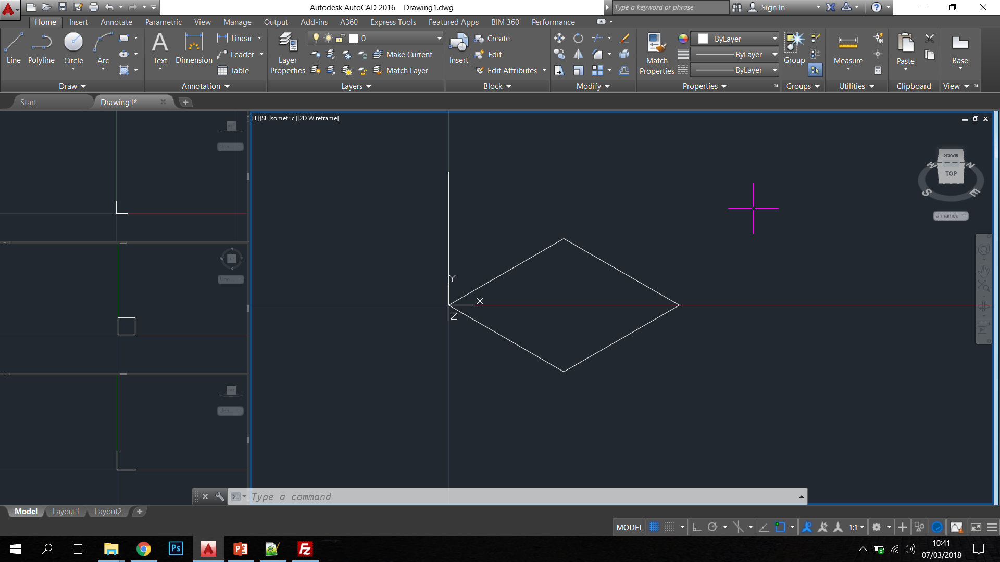 Autodesk AutoCAD 2016 Drawing1.dwg
Type a keyword or phrase
Sign In
Home Insert Annotate Parametric View Manage Output Add-ins A360 Express Tools Featured Apps BIM 360 Performance
Line Polyline Circle Arc
Draw
Text Dimension
Linear
Leader
Table
Annotation
Layer Properties
0
Make Current
Match Layer
Layers
Insert
Create
Edit
Edit Attributes
Block
Modify
Match Properties
ByLayer
ByLayer
ByLayer
Properties
Group
Groups
Measure
Utilities
Paste
Clipboard
Base
View
Start
Drawing1*
[+][SE Isometric][2D Wireframe]
BACK
TOP
W
N
S
E
Unnamed
Y
X
Z
N
W
E
S
Type a command
Model Layout1 Layout2
MODEL
1:1
Ps
10:41
07/03/2018